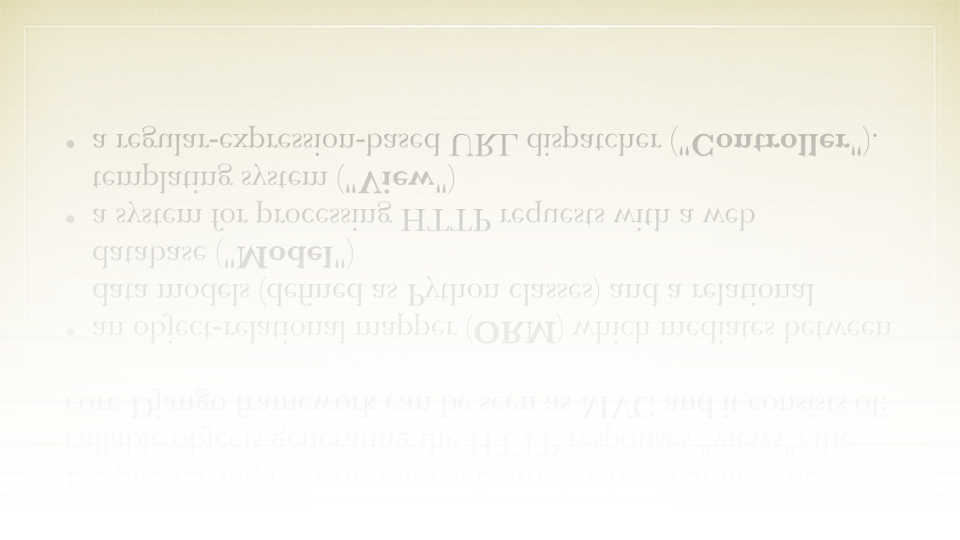 Despite having its own nomenclature (such as naming the
callable objects generating the HTTP responses "views") the
core Django framework can be seen as MVC and it consists of:
• an object-relational mapper (ORM) which mediates between
data models (defined as Python classes) and a relational
database ("Model")
• a system for processing HTTP requests with a web
templating system ("View")
• a regular-expression-based URL dispatcher ("Controller").